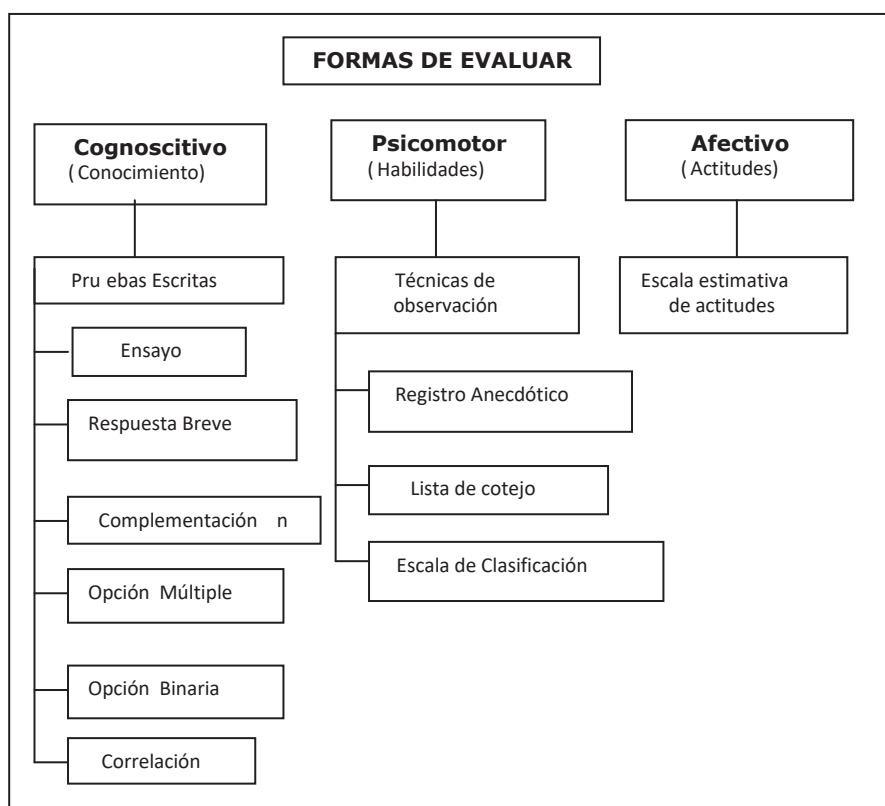 FORMAS DE EVALUAR
Cognoscitivo
( Conocimiento)
Psicomotor
( Habilidades)
Afectivo
( Actitudes)
Pru ebas Escritas
Ensayo
Respuesta Breve
Complementación n
Opción Múltiple
Opción Binaria
Correlación
Técnicas de
observación
Registro Anecdótico
Lista de cotejo
Escala de Clasificación
Escala estimativa
de actitudes